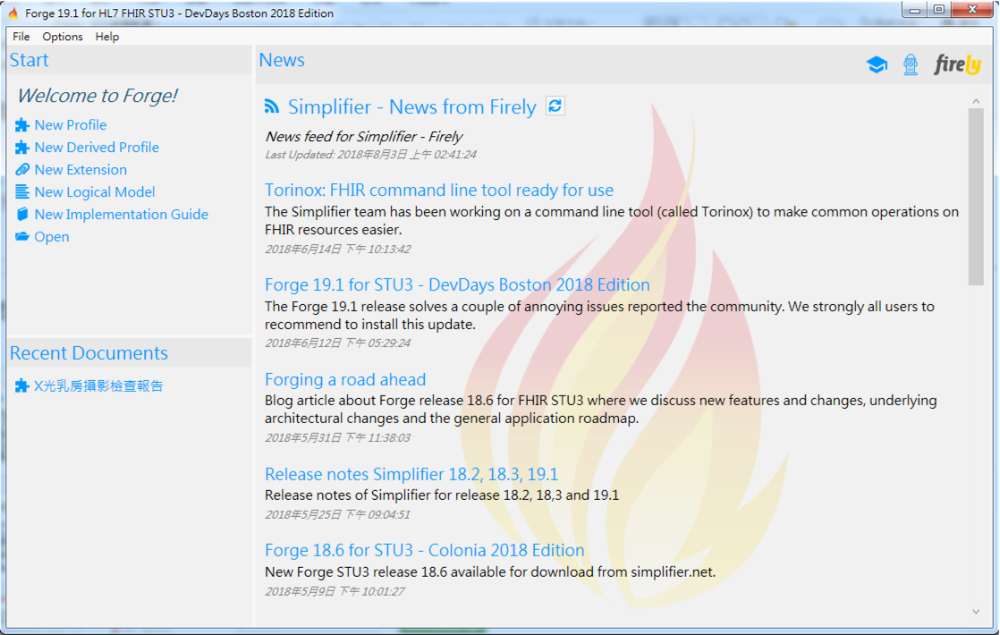 Forge 19.1 for HL7 FHIR STU3 - DevDays Boston 2018 Edition
File Options Help
Start
Welcome to Forge!
New Profile
New Derived Profile
New Extension
New Logical Model
New Implementation Guide
Open
Recent Documents
X光乳房攝影檢查報告
News
firely
Simplifier - News from Firely
News feed for Simplifier - Firely
Last Updated: 2018年8月3日 上午 02:41:24
Torinox: FHIR command line tool ready for use
The Simplifier team has been working on a command line tool (called Torinox) to make common operations on
FHIR resources easier.
2018年6月14日 下午 10:13:42
Forge 19.1 for STU3 - DevDays Boston 2018 Edition
The Forge 19.1 release solves a couple of annoying issues reported the community. We strongly all users to
recommend to install this update.
2018年6月12日 下午 05:29:24
Forging a road ahead
Blog article about Forge release 18.6 for FHIR STU3 where we discuss new features and changes, underlying
architectural changes and the general application roadmap.
2018年5月31日 下午 11:38:03
Release notes Simplifier 18.2, 18.3, 19.1
Release notes of Simplifier for release 18.2, 18,3 and 19.1
2018年5月25日 下午 09:04:51
Forge 18.6 for STU3 - Colonia 2018 Edition
New Forge STU3 release 18.6 available for download from simplifier.net.
2018年5月9日 下午 10:01:27